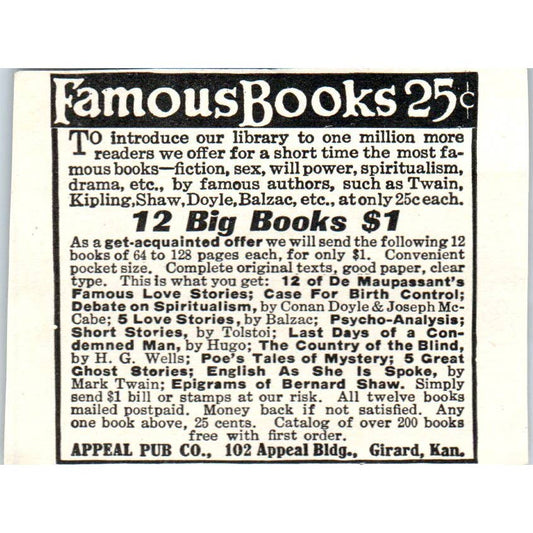 Famous Books 25¢
TO introduce our library to one million more
readers we offer for a short time the most fa-
mous books—fiction, sex, will power, spiritualism,
drama, etc., by famous authors, such as Twain,
Kipling, Shaw, Doyle, Balzac, etc., at only 25c each.
12 Big Books $1
As a get-acquainted offer we will send the following 12
books of 64 to 128 pages each, for only $1. Convenient
pocket size. Complete original texts, good paper, clear
type. This is what you get: 12 of De Maupassant's
Famous Love Stories; Case For Birth Control;
Debate on Spiritualism, by Conan Doyle & Joseph Mc-
Cabe; 5 Love Stories, by Balzac; Psycho-Analysis;
Short Stories, by Tolstoi; Last Days of a Con-
demned Man, by Hugo; The Country of the Blind,
by H. G. Wells; Poe's Tales of Mystery; 5 Great
Ghost Stories; English As She Is Spoke, by
Mark Twain; Epigrams of Bernard Shaw. Simply
send $1 bill or stamps at our risk. All twelve books
mailed postpaid. Money back if not satisfied. Any
one book above, 25 cents. Catalog of over 200 books
free with first order.
APPEAL PUB CO., 102 Appeal Bldg., Girard, Kan.